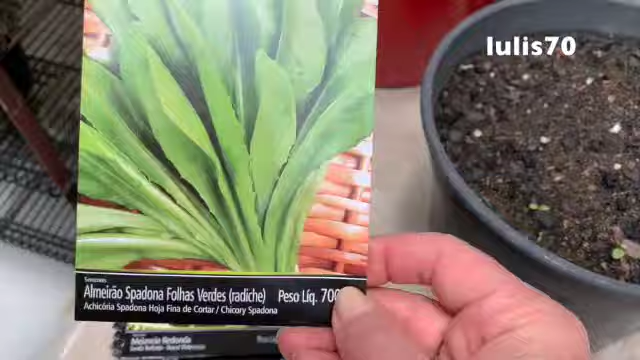 Iulis70
Sementes
Almeirão Spadona Folhas Verdes (radiche) Peso Líq. 700
Achicória Spadona Hoja Fina de Cortar / Chicory Spadona
Melancia Redonda